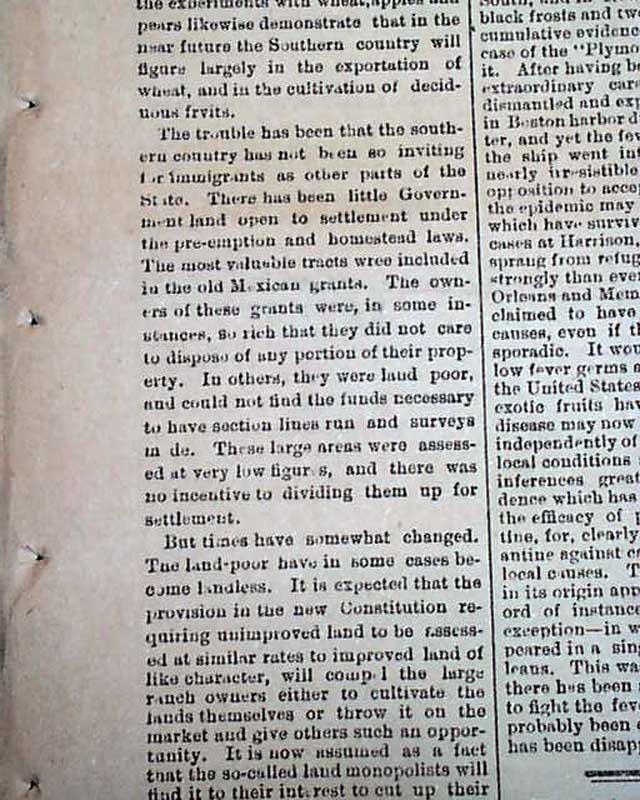 the experiments with wheat, apples and
pears likewise demonstrate that in the
near future the Southern country will
figure largely in the exportation of
wheat, and in the cultivation of decid-
uous frvits.
The trouble has been that the south-
ern country has not been so inviting
for immigrants as other parts of the
State. There has been little Govern-
ment land open to settlement under
the pre-emption and homestead laws.
The most valuable tracts wree included
in the old Mexican grants. The own-
ers of these grants were, in some in-
stances, so rich that they did not care
to dispose of any portion of their prop-
erty. In others, they were land poor,
and could not find the funds necessary
to have section lines run and surveys
made. These large areas were assess-
ed at very low figures, and there was
no incentive to dividing them up for
settlement.
But times have somewhat changed.
The land-poor have in some cases be-
come landless. It is expected that the
provision in the new Constitution re-
quiring unimproved land to be assess-
ed at similar rates to improved land of
like character, will compel the large
ranch owners either to cultivate the
lands themselves or throw it on the
market and give others such an oppor-
tunity. It is now assumed as a fact
that the so-called land monopolists will
find it to their interest to cut up their
South, and in
black frosts and two
cumulative evidence
case of the "Plymo
it. After having be
extraordinary care
dismantled and exp
in Boston harbor d
ter, and yet the fev
the ship went int
nearly irresistible
opposition to accep
the epidemic may
which have surviv
cases at Harrison,
sprang from refug
strongly than eve
Orleans and Mem
claimed to have
causes, even if th
sporadic. It wou
low fever germs a
the United States
exotic fruits hav
disease may now
independently of
local conditions
inferences great
dence which has
the efficacy of p
tine, for, clearly
antine against
local causes. T
in its origin app
ord of instance
exception—in w
peared in a sing
leans. This wa
there has been
to fight the feve
probably been
has been disapp